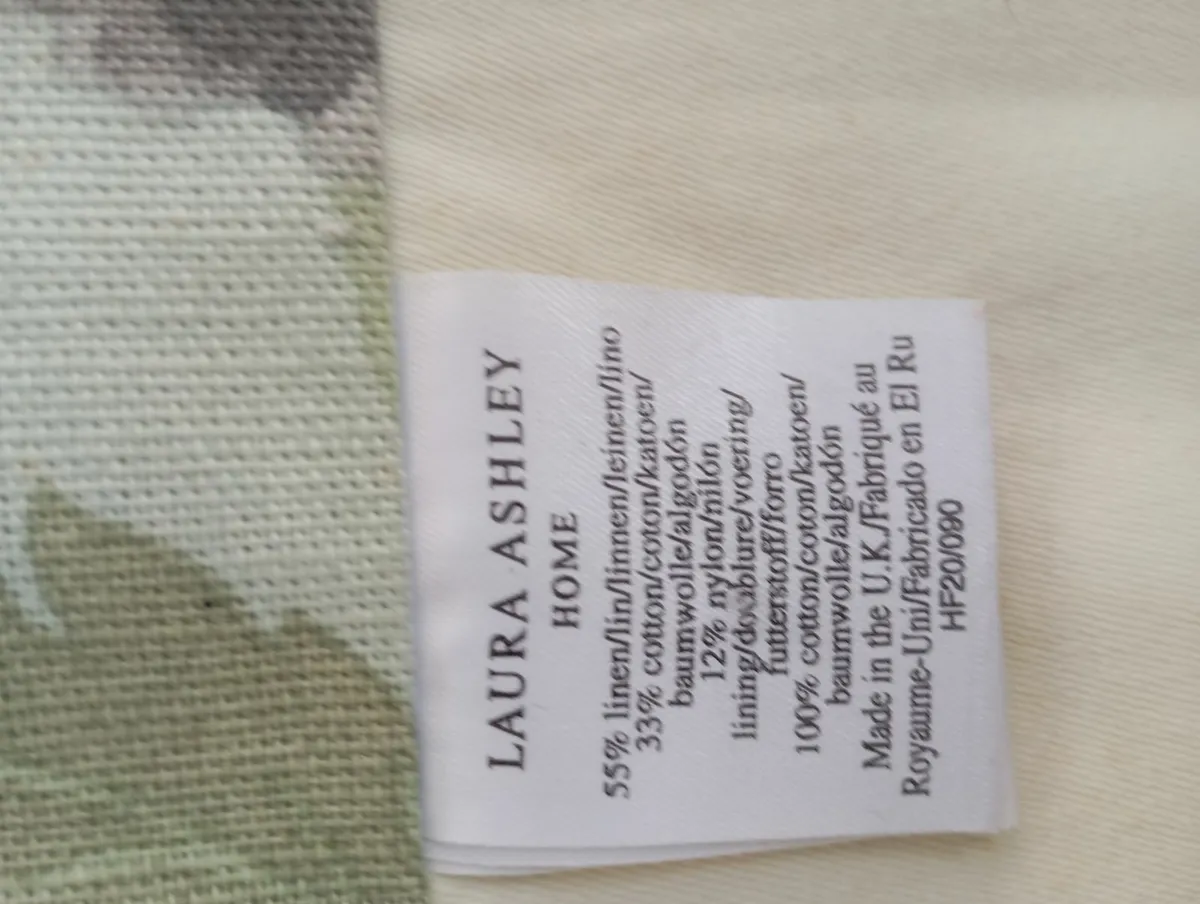 LAURA ASHLEY
HOME
55% linen/lin/linnen/leinen/lino
33% cotton/coton/katoen/
baumwolle/algodón
12% nylon/nilón
lining/doublure/voering/
futterstoff/forro
100% cotton/coton/katoen/
baumwolle/algodón
Made in the U.K./Fabriqué au
Royaume-Uni/Fabricado en El Ru
HF20/090